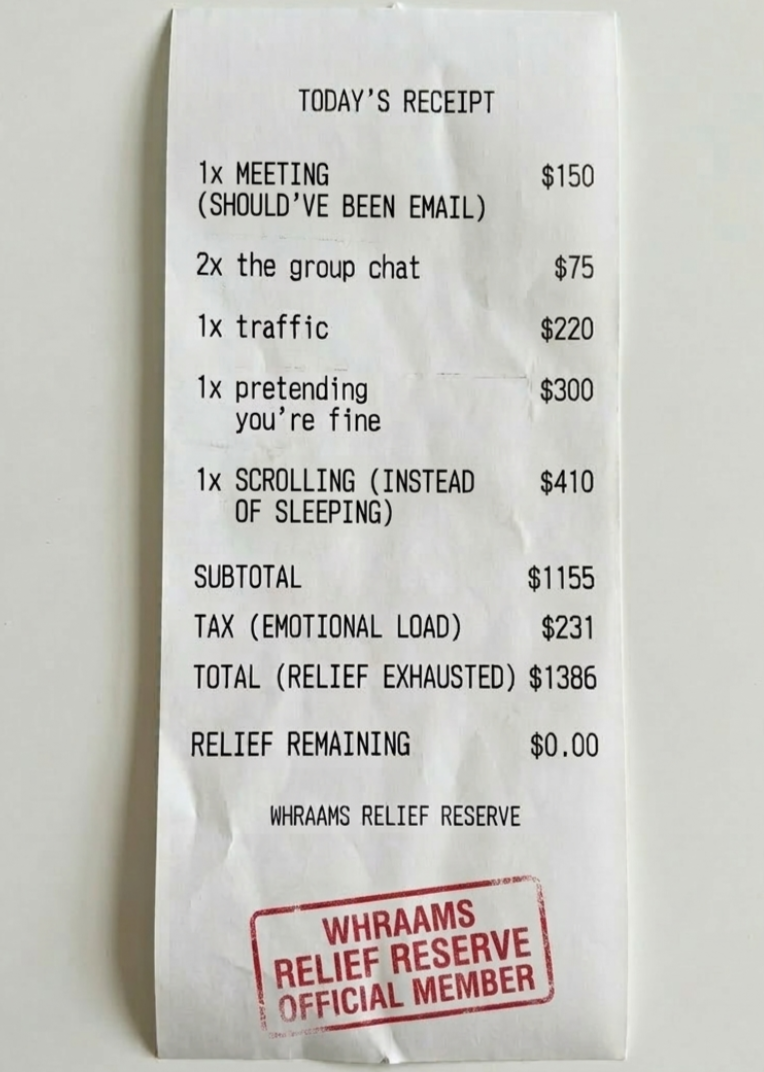 TODAY'S RECEIPT
1x MEETING $150
(SHOULD'VE BEEN EMAIL)
2x the group chat $75
1x traffic $220
1x pretending $300
you're fine
1x SCROLLING (INSTEAD $410
OF SLEEPING)
SUBTOTAL $1155
TAX (EMOTIONAL LOAD) $231
TOTAL (RELIEF EXHAUSTED) $1386
RELIEF REMAINING $0.00
WHRAAMS RELIEF RESERVE
WHRAAMS
RELIEF RESERVE
OFFICIAL MEMBER